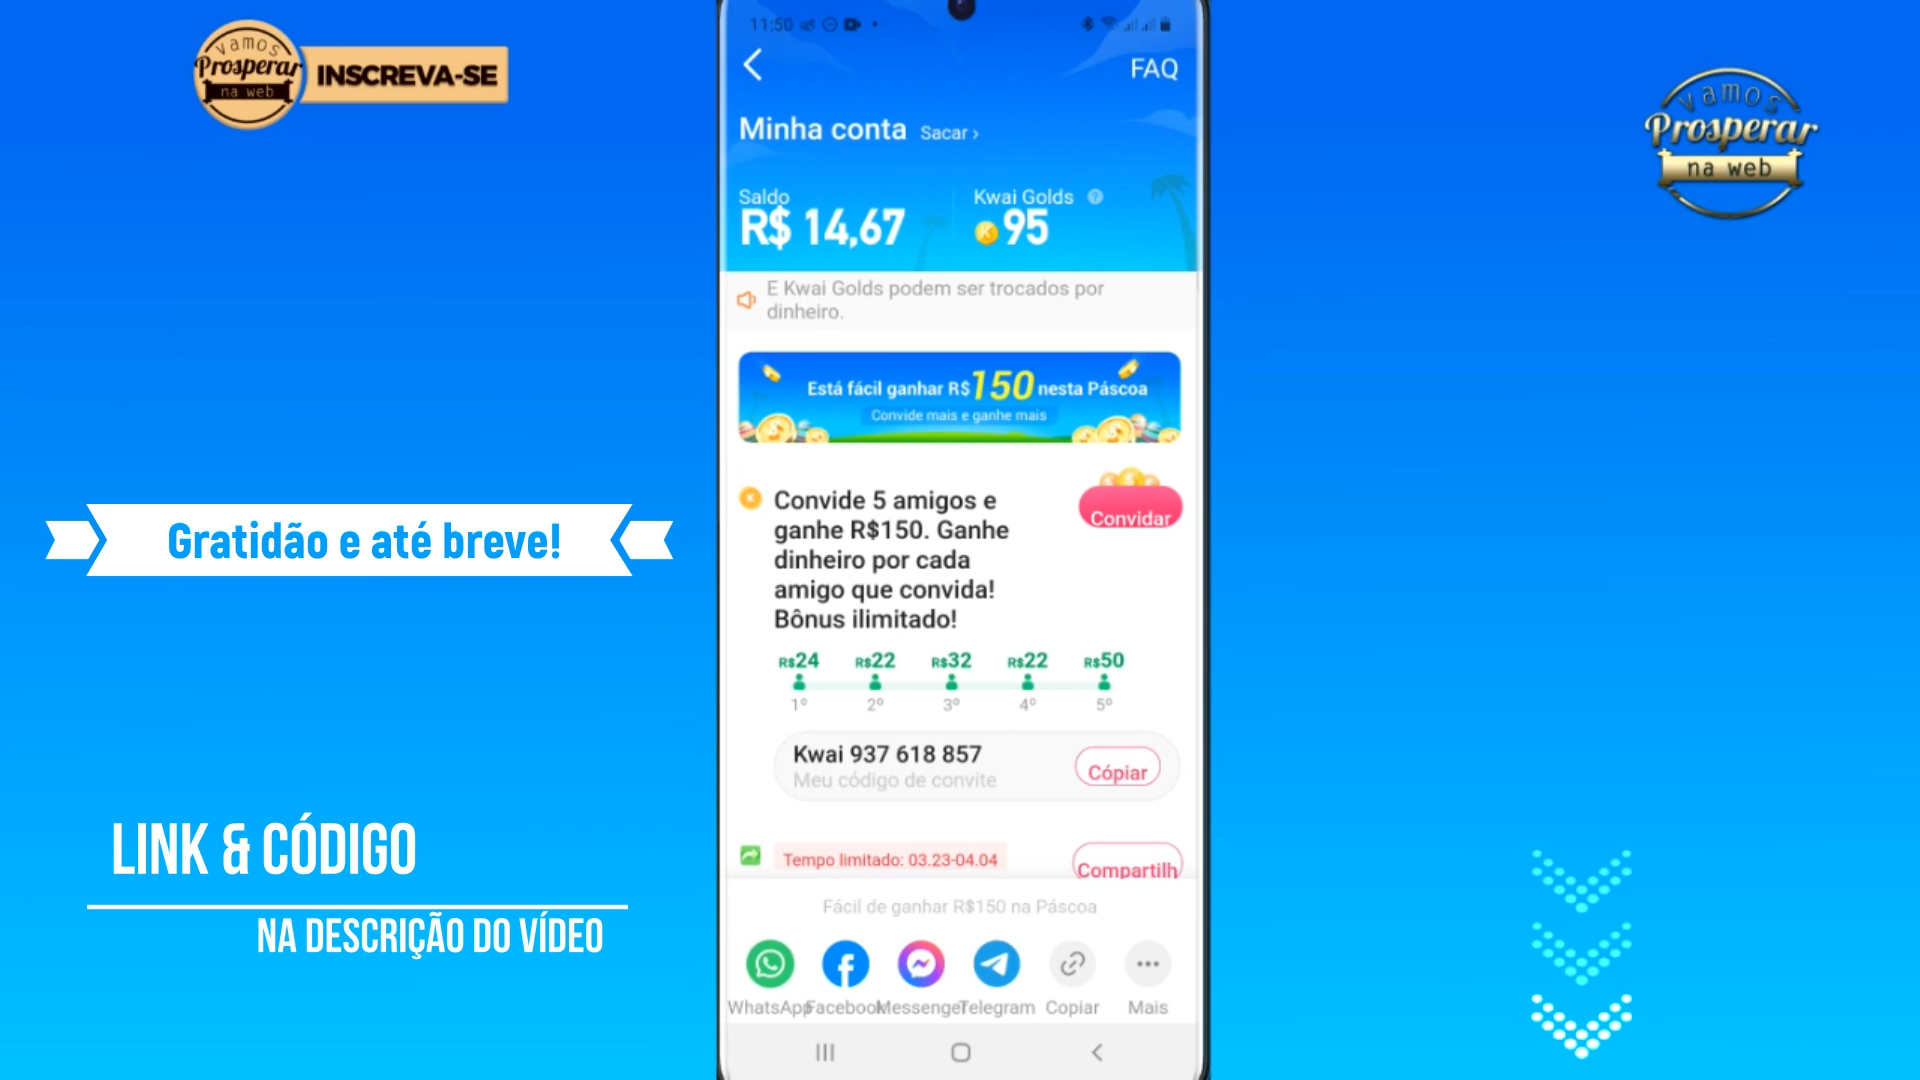 vamos
Prosperar
na web
INSCREVA-SE
Gratidão e até breve!
LINK & CÓDIGO
NA DESCRIÇÃO DO VÍDEO
11:50
FAQ
Minha conta Sacar ›
Saldo
R$ 14,67
Kwai Golds ?
95
E Kwai Golds podem ser trocados por
dinheiro.
Está fácil ganhar R$150 nesta Páscoa
Convide mais e ganhe mais
Convide 5 amigos e
ganhe R$150. Ganhe
dinheiro por cada
amigo que convida!
Bônus ilimitado!
Convidar
R$24 R$22 R$32 R$22 R$50
1º 2º 3º 4º 5º
Kwai 937 618 857
Meu código de convite
Cópiar
Tempo limitado: 03.23-04.04
Compartilh
Fácil de ganhar R$150 na Páscoa
WhatsApp Facebook Messenger Telegram Copiar Mais
vamos
Prosperar
na web